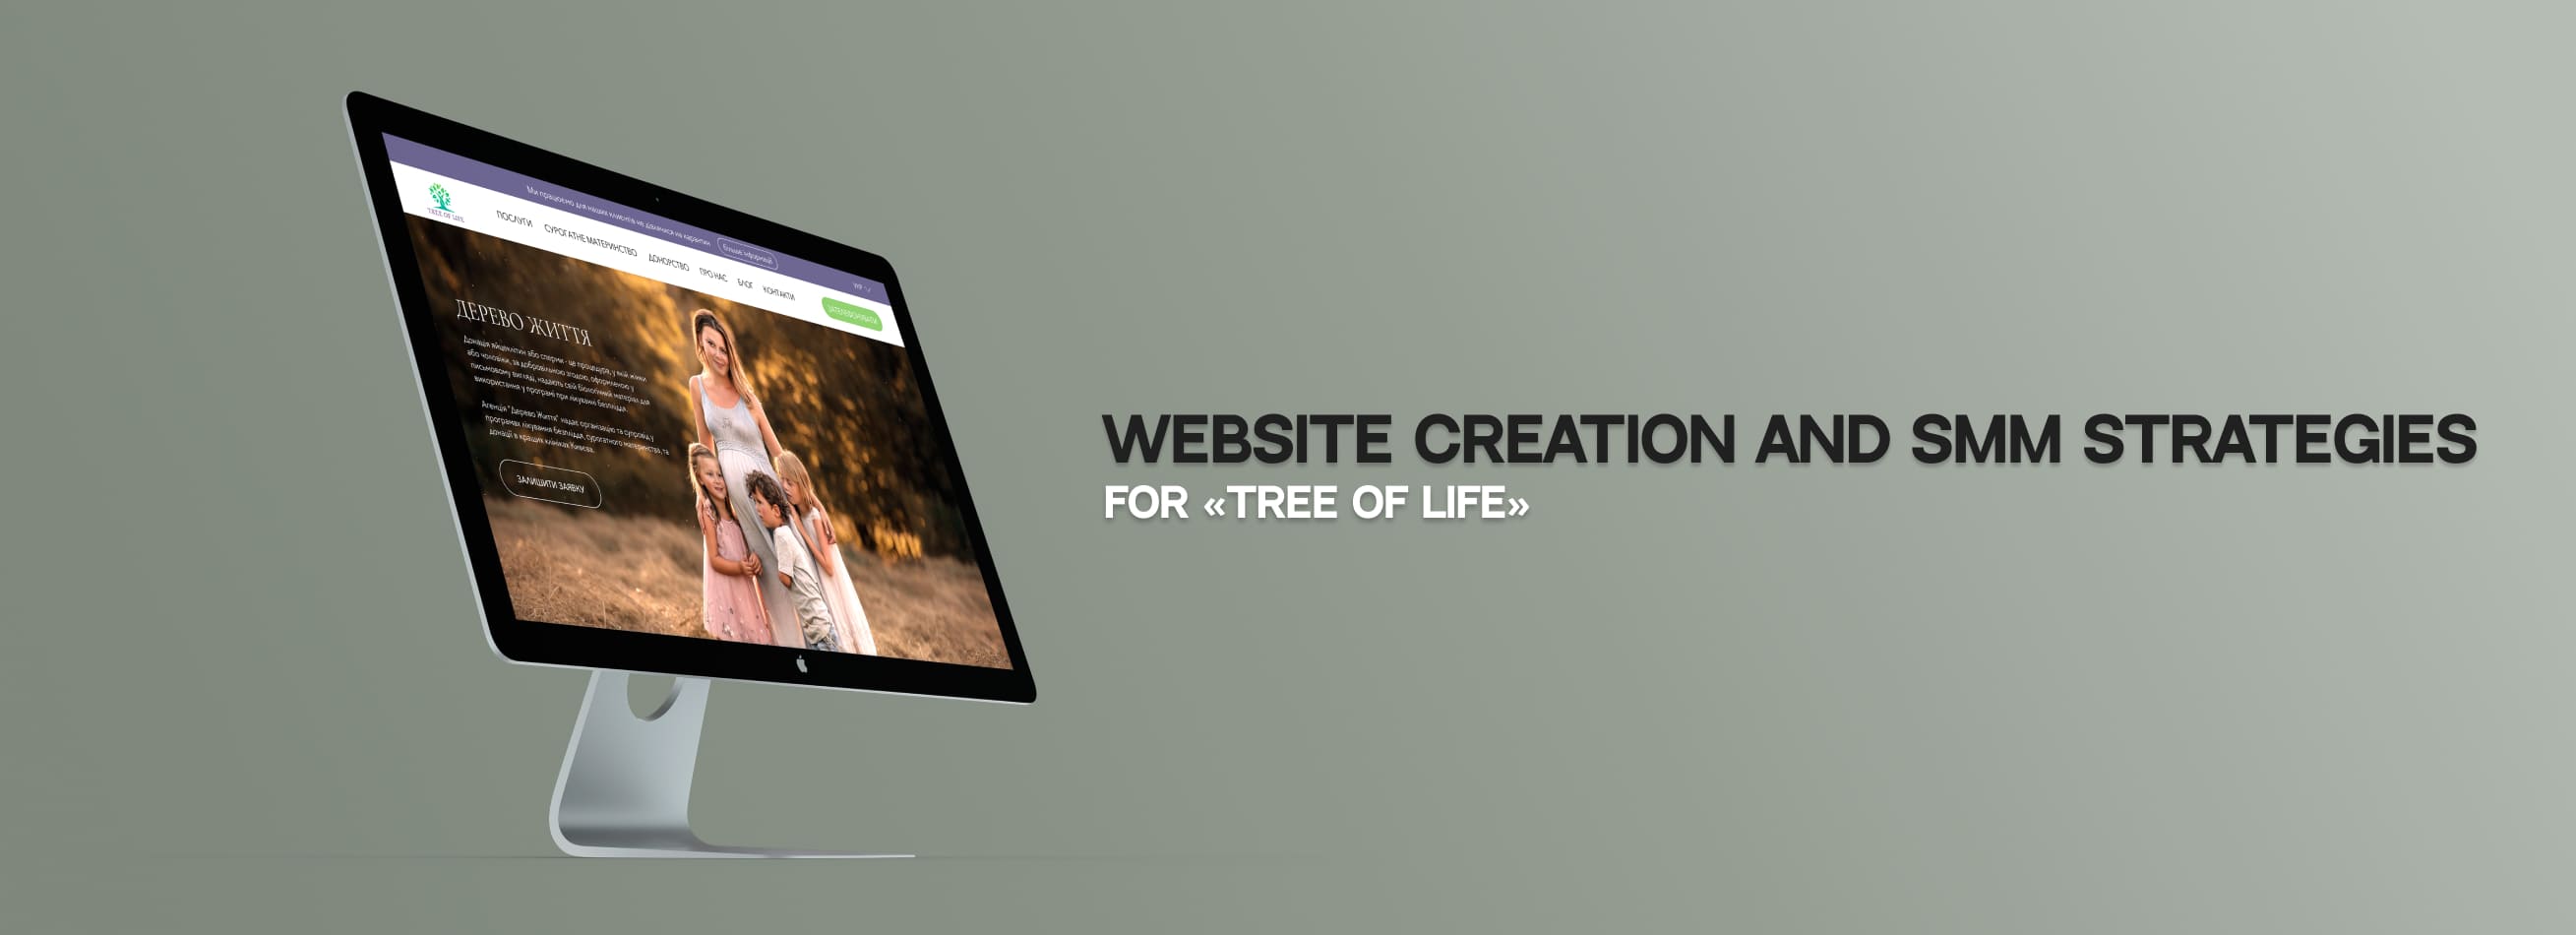 Ми працюємо для наших клієнтів не дивлячись на карантин
Більше інформації
УКР
TREE OF LIFE
ПОСЛУГИ
СУРОГАТНЕ МАТЕРИНСТВО
ДОНОРСТВО
ПРО НАС
БЛОГ
КОНТАКТИ
ЗАТЕЛЕФОНУВАТИ
ДЕРЕВО ЖИТТЯ
Донація яйцеклітин або сперми - це процедура, у якій жінки
або чоловіки, за добровільною згодою, оформленою у
письмовому вигляді, надають свій біологічний матеріал для
використання у програмі при лікуванні безпліддя.
Агенція "Дерево Життя" надає організацію та супровід у
програмах лікування безпліддя, сурогатного материнства, та
донації в кращих клініках Києва.
ЗАЛИШИТИ ЗАЯВКУ
WEBSITE CREATION AND SMM STRATEGIES
FOR «TREE OF LIFE»